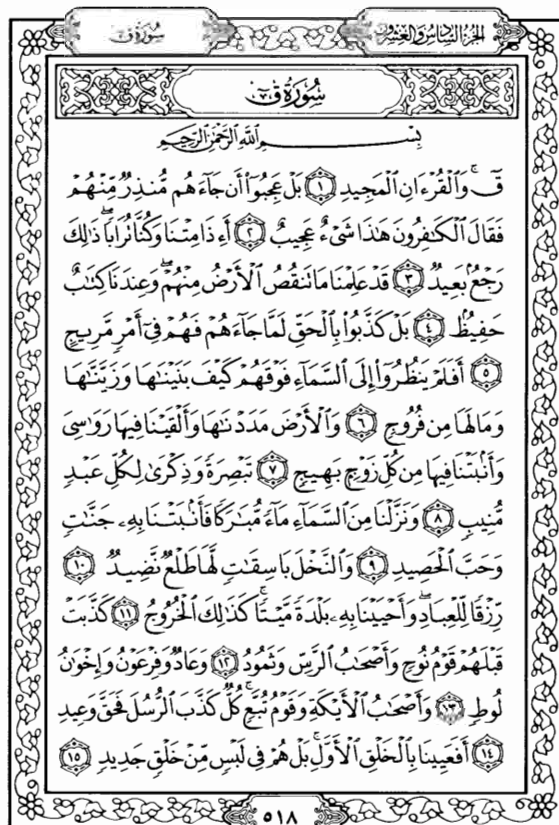 سُورَةُ قٓ
الجزء السادس والعشرون
سُورَةُ قٓ
بِسْمِ اللَّهِ الرَّحْمَٰنِ الرَّحِيمِ
قٓ ۚ وَالْقُرْءَانِ الْمَجِيدِ ١ بَلْ عَجِبُوٓا۟ أَن جَآءَهُم مُّنذِرٌ مِّنْهُمْ
فَقَالَ الْكَٰفِرُونَ هَٰذَا شَىْءٌ عَجِيبٌ ٢ أَءِذَا مِتْنَا وَكُنَّا تُرَابًا ۖ ذَٰلِكَ
رَجْعٌۢ بَعِيدٌ ٣ قَدْ عَلِمْنَا مَا تَنقُصُ الْأَرْضُ مِنْهُمْ ۖ وَعِندَنَا كِتَٰبٌ
حَفِيظٌۢ ٤ بَلْ كَذَّبُوا۟ بِالْحَقِّ لَمَّا جَآءَهُمْ فَهُمْ فِىٓ أَمْرٍ مَّرِيجٍ
٥ أَفَلَمْ يَنظُرُوٓا۟ إِلَى السَّمَآءِ فَوْقَهُمْ كَيْفَ بَنَيْنَٰهَا وَزَيَّنَّٰهَا
وَمَا لَهَا مِن فُرُوجٍ ٦ وَالْأَرْضَ مَدَدْنَٰهَا وَأَلْقَيْنَا فِيهَا رَوَٰسِىَ
وَأَنۢبَتْنَا فِيهَا مِن كُلِّ زَوْجٍۭ بَهِيجٍ ٧ تَبْصِرَةً وَذِكْرَىٰ لِكُلِّ عَبْدٍ
مُّنِيبٍ ٨ وَنَزَّلْنَا مِنَ السَّمَآءِ مَآءً مُّبَٰرَكًا فَأَنۢبَتْنَا بِهِۦ جَنَّٰتٍ
وَحَبَّ الْحَصِيدِ ٩ وَالنَّخْلَ بَاسِقَٰتٍ لَّهَا طَلْعٌ نَّضِيدٌ ١٠
رِّزْقًا لِّلْعِبَادِ ۖ وَأَحْيَيْنَا بِهِۦ بَلْدَةً مَّيْتًا ۚ كَذَٰلِكَ الْخُرُوجُ ١١ كَذَّبَتْ
قَبْلَهُمْ قَوْمُ نُوحٍ وَأَصْحَٰبُ الرَّسِّ وَثَمُودُ ١٢ وَعَادٌ وَفِرْعَوْنُ وَإِخْوَٰنُ
لُوطٍ ١٣ وَأَصْحَٰبُ الْأَيْكَةِ وَقَوْمُ تُبَّعٍ ۚ كُلٌّ كَذَّبَ الرُّسُلَ فَحَقَّ وَعِيدِ
١٤ أَفَعَيِينَا بِالْخَلْقِ الْأَوَّلِ ۚ بَلْ هُمْ فِى لَبْسٍ مِّنْ خَلْقٍ جَدِيدٍ ١٥
٥١٨